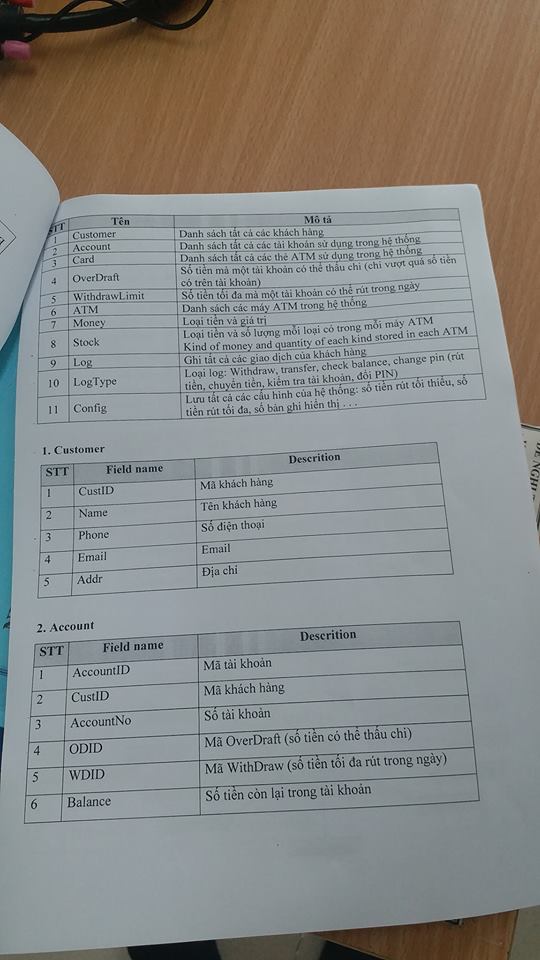 STT Tên Mô tả
1 Customer Danh sách tất cả các khách hàng
2 Account Danh sách tất cả các tài khoản sử dụng trong hệ thống
3 Card Danh sách tất cả các thẻ ATM sử dụng trong hệ thống
4 OverDraft Số tiền mà một tài khoản có thể thấu chi (chi vượt quá số tiền
có trên tài khoản)
5 WithdrawLimit Số tiền tối đa mà một tài khoản có thể rút trong ngày
6 ATM Danh sách các máy ATM trong hệ thống
7 Money Loại tiền và giá trị
8 Stock Loại tiền và số lượng mỗi loại có trong mỗi máy ATM
Kind of money and quantity of each kind stored in each ATM
9 Log Ghi tất cả các giao dịch của khách hàng
10 LogType Loại log: Withdraw, transfer, check balance, change pin (rút
tiền, chuyển tiền, kiểm tra tài khoản, đổi PIN)
11 Config Lưu tất cả các cấu hình của hệ thống: số tiền rút tối thiểu, số
tiền rút tối đa, số bản ghi hiển thị . . .
1. Customer
STT Field name Descrition
1 CustID Mã khách hàng
2 Name Tên khách hàng
3 Phone Số điện thoại
4 Email Email
5 Addr Địa chỉ
2. Account
STT Field name Descrition
1 AccountID Mã tài khoản
2 CustID Mã khách hàng
3 AccountNo Số tài khoản
4 ODID Mã OverDraft (số tiền có thể thấu chi)
5 WDID Mã WithDraw (số tiền tối đa rút trong ngày)
6 Balance Số tiền còn lại trong tài khoản